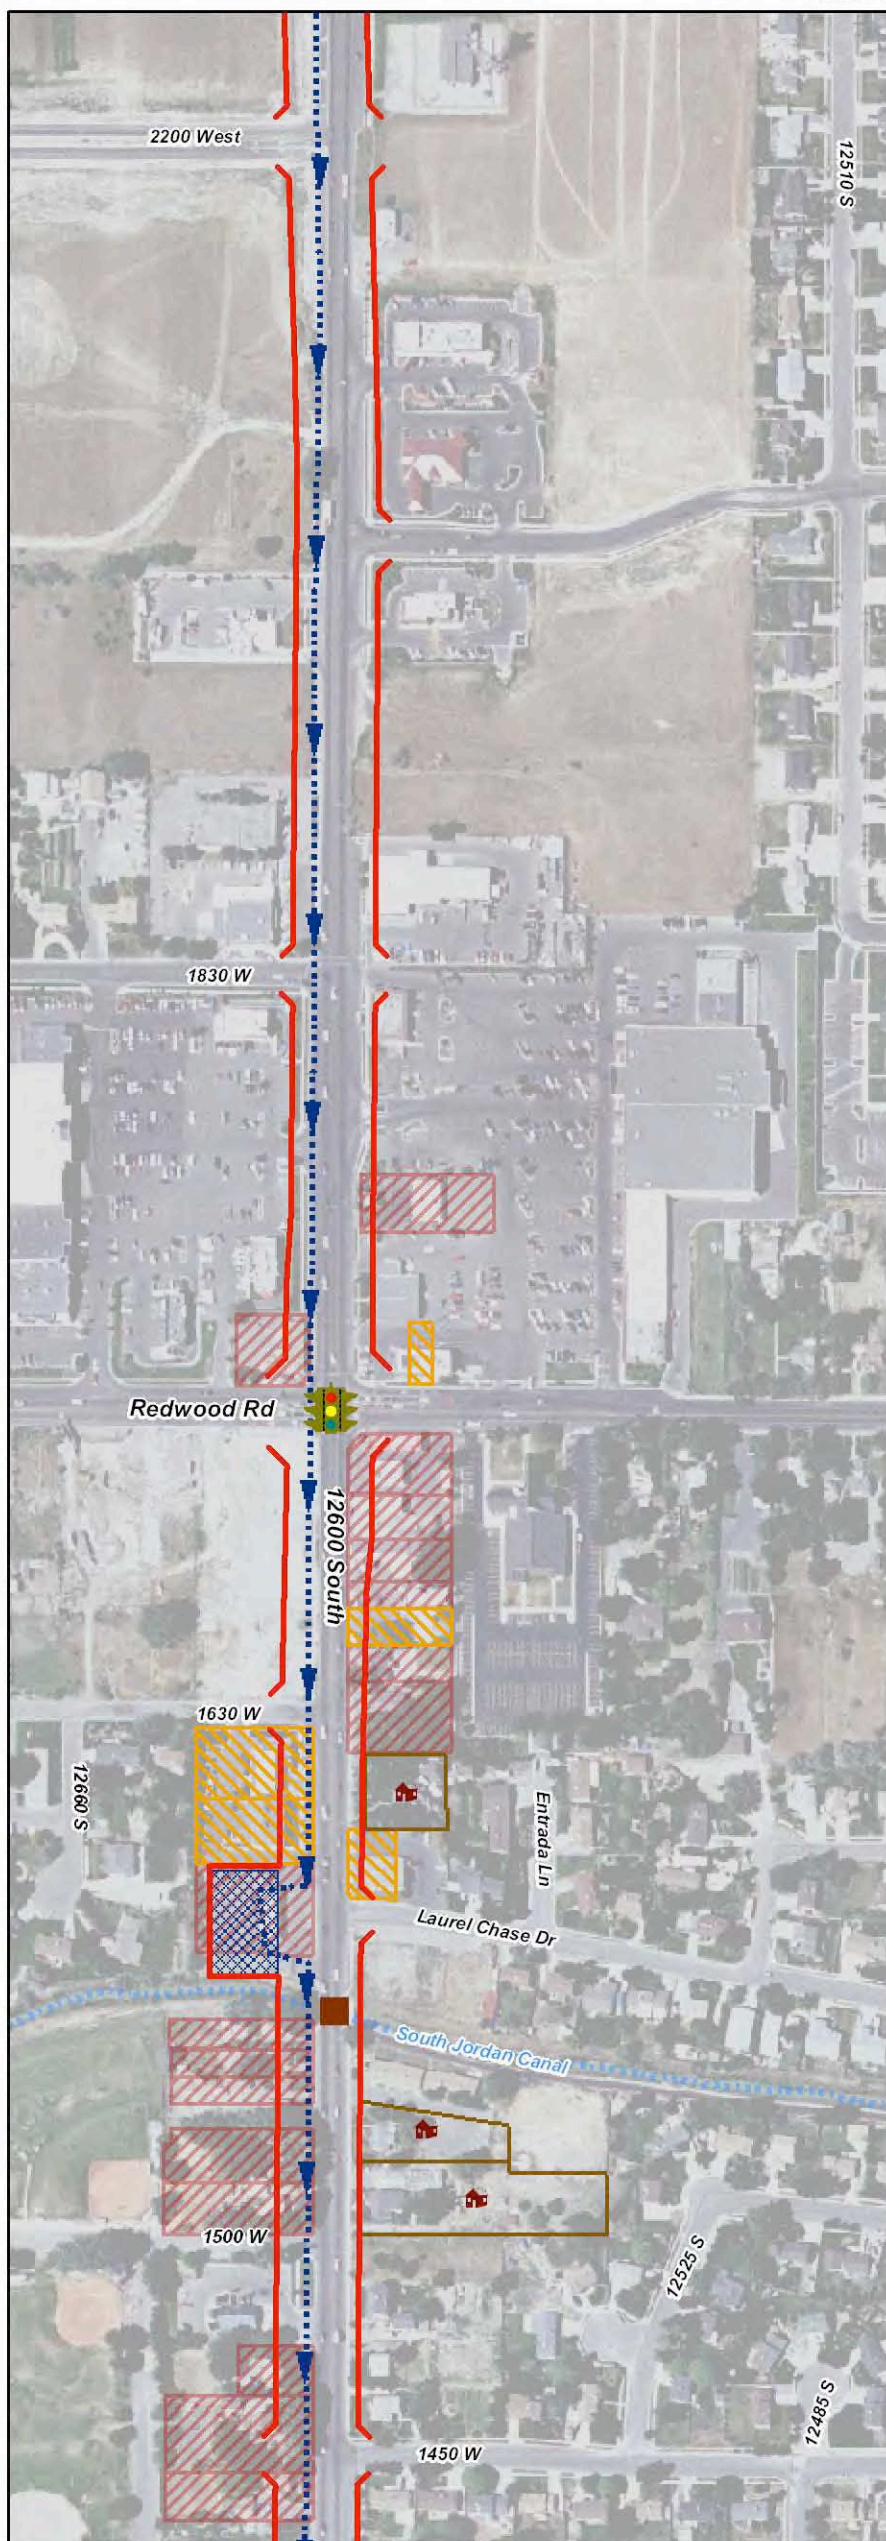 2200 West
12510 S
1830 W
Redwood Rd
12600 South
1630 W
12660 S
Entrada Ln
Laurel Chase Dr
South Jordan Canal
1500 W
12525 S
12485 S
1450 W